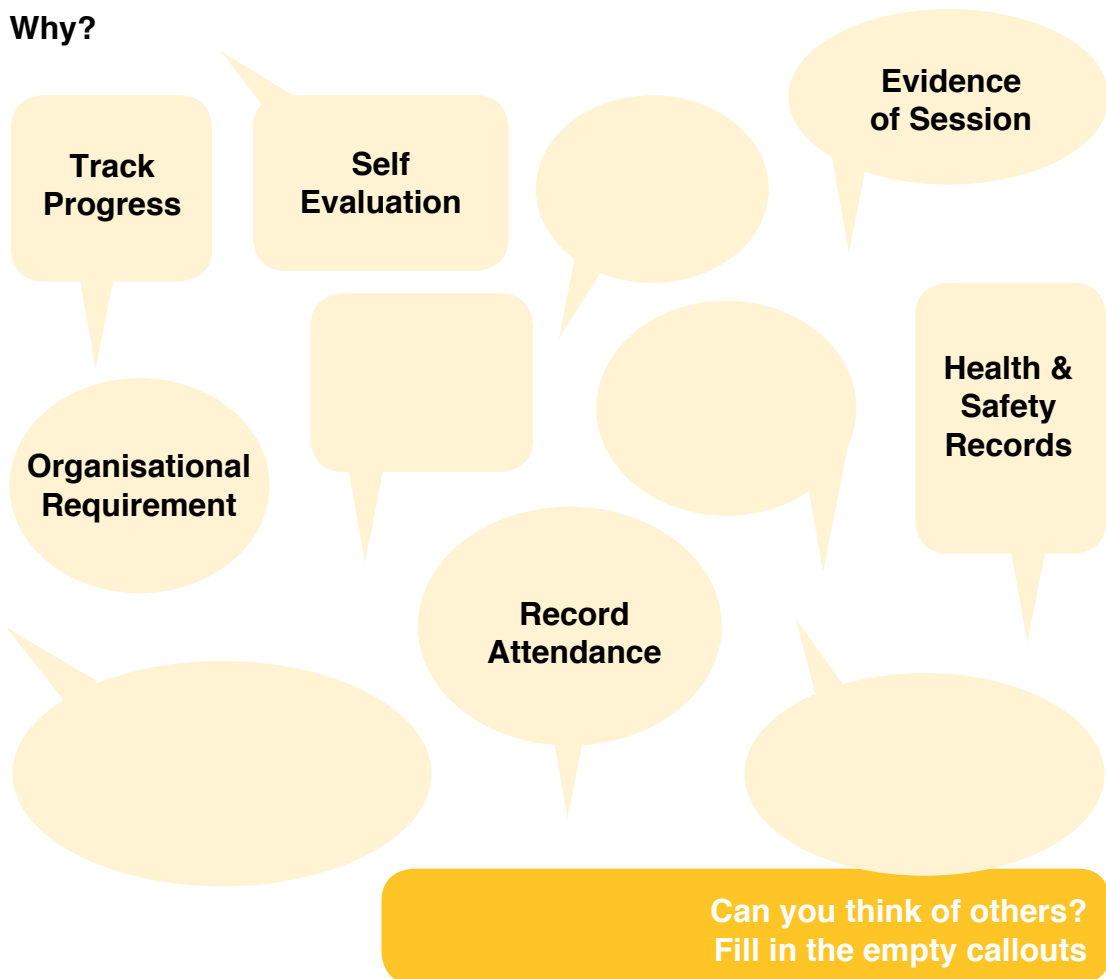 Why?
Evidence
of Session
Track
Progress
Self
Evaluation
Health &
Safety
Records
Organisational
Requirement
Record
Attendance
Can you think of others?
Fill in the empty callouts